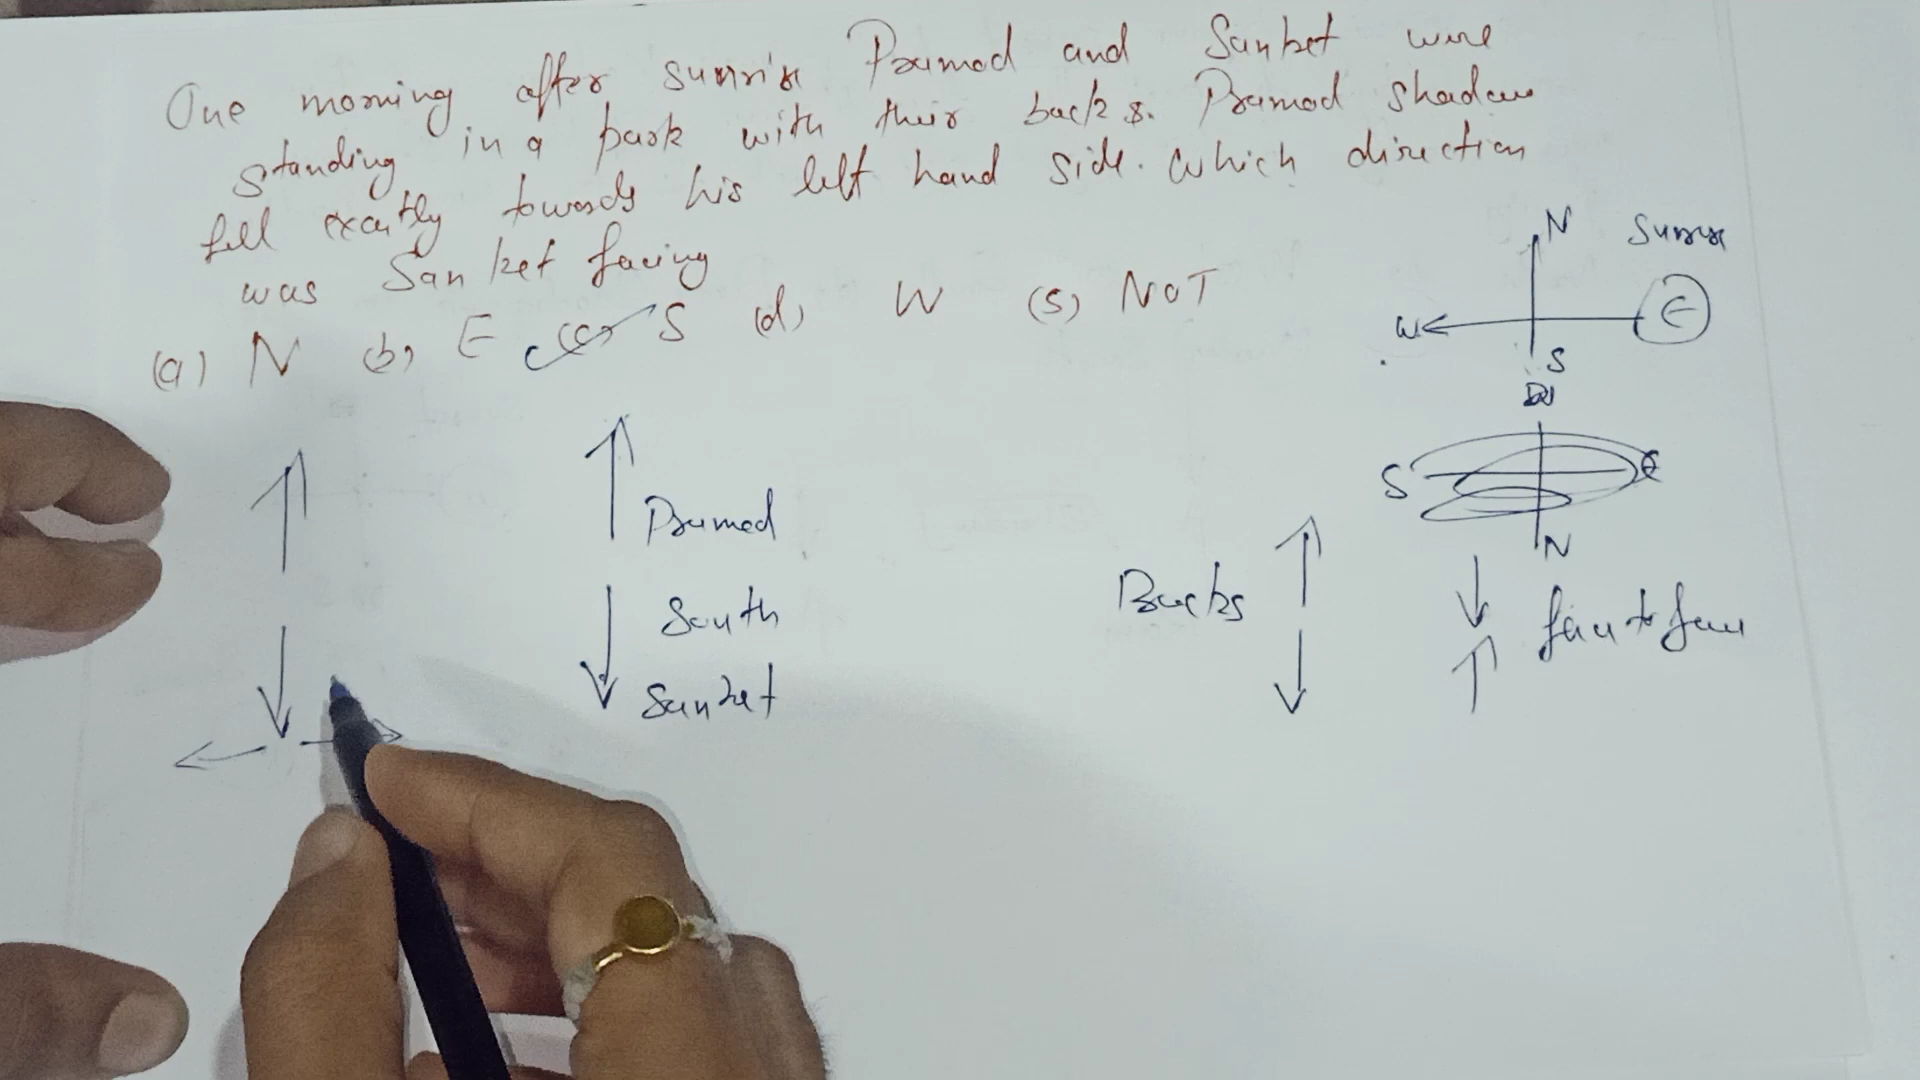 One morning after sunrise Pramod and Sanket were
standing in a park with their backs. Pramod shadow
fell exactly towards his left hand side. Which direction
was Sanket facing
(a) N (b) E (c) S (d) W (5) NOT
N Sunrise
W E
S
S E
N
Pramod
South
Sanket
Backs
face to face